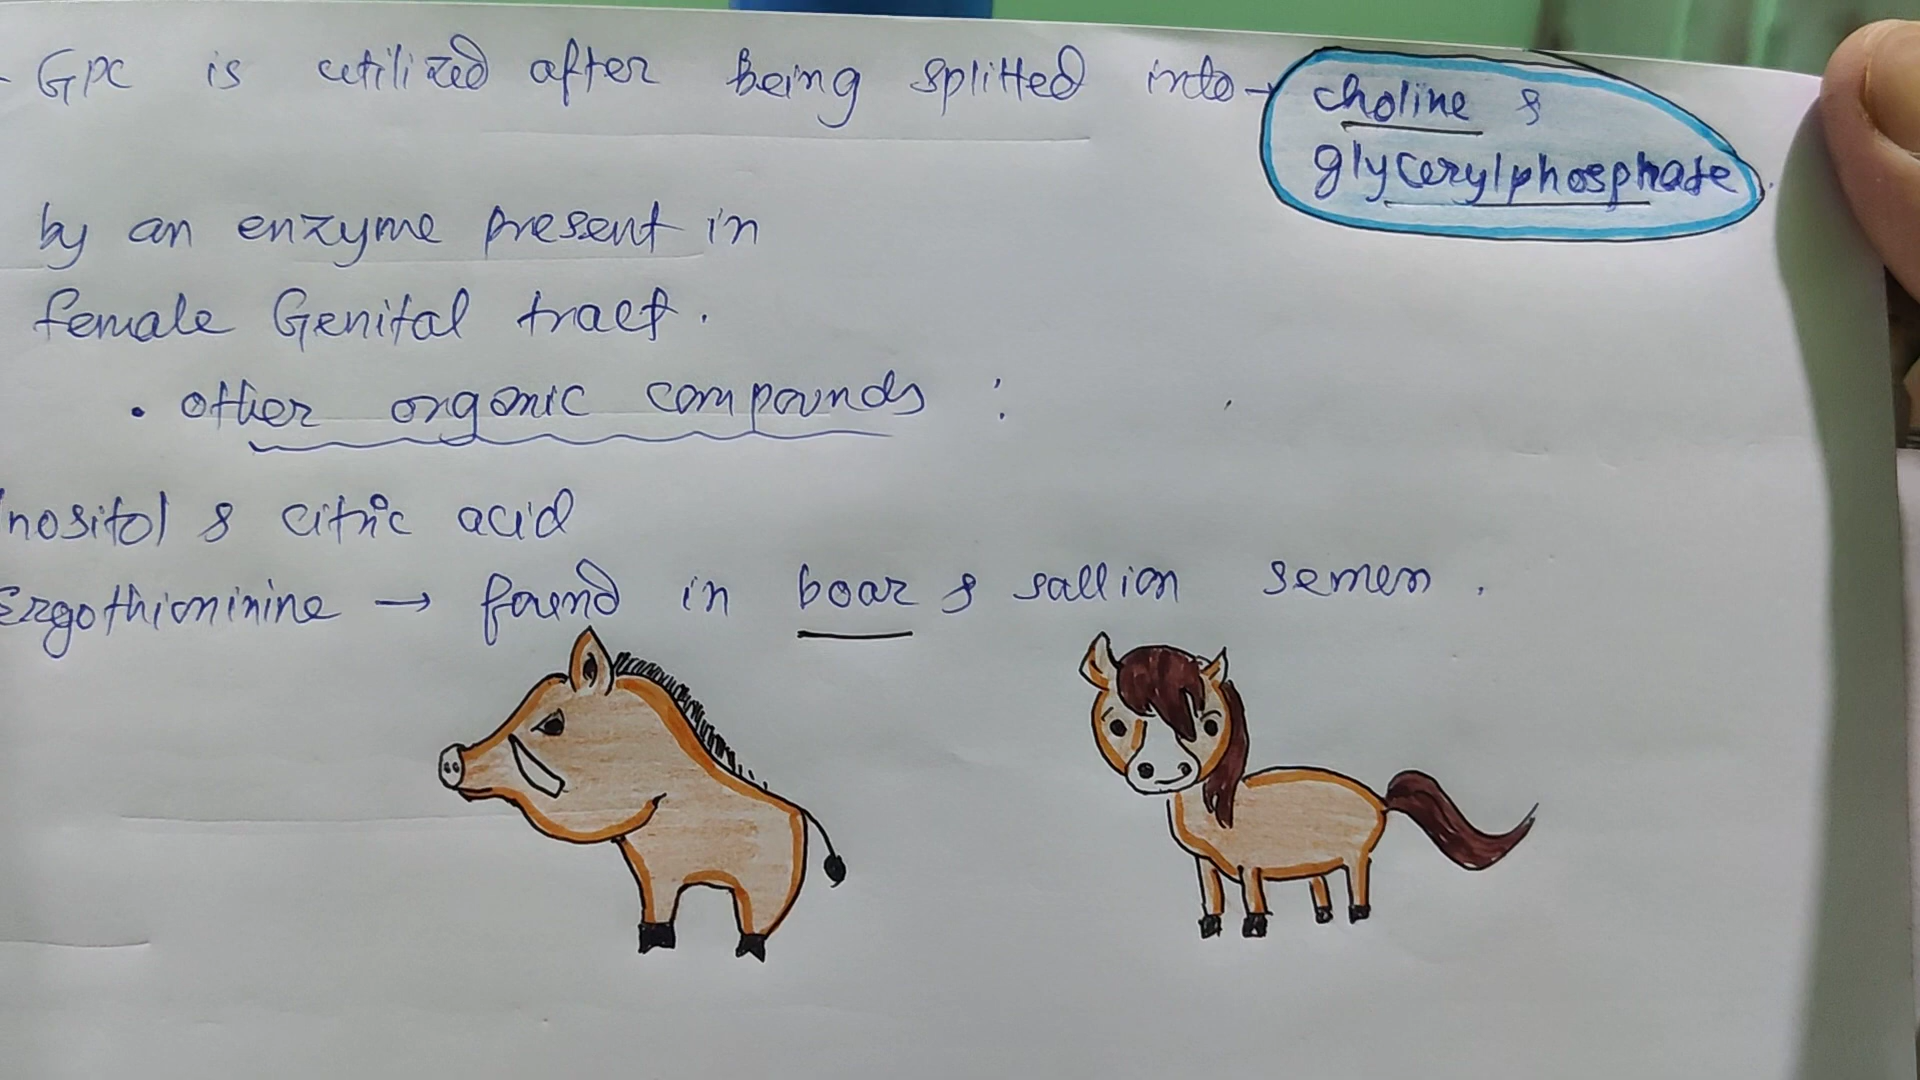 - GPC is utilized after being splitted into → choline &
glycerylphosphate.
by an enzyme present in
female Genital tract.
• other organic compounds :
Inositol & citric acid
Ergothioninine → found in boar & sallion semen.